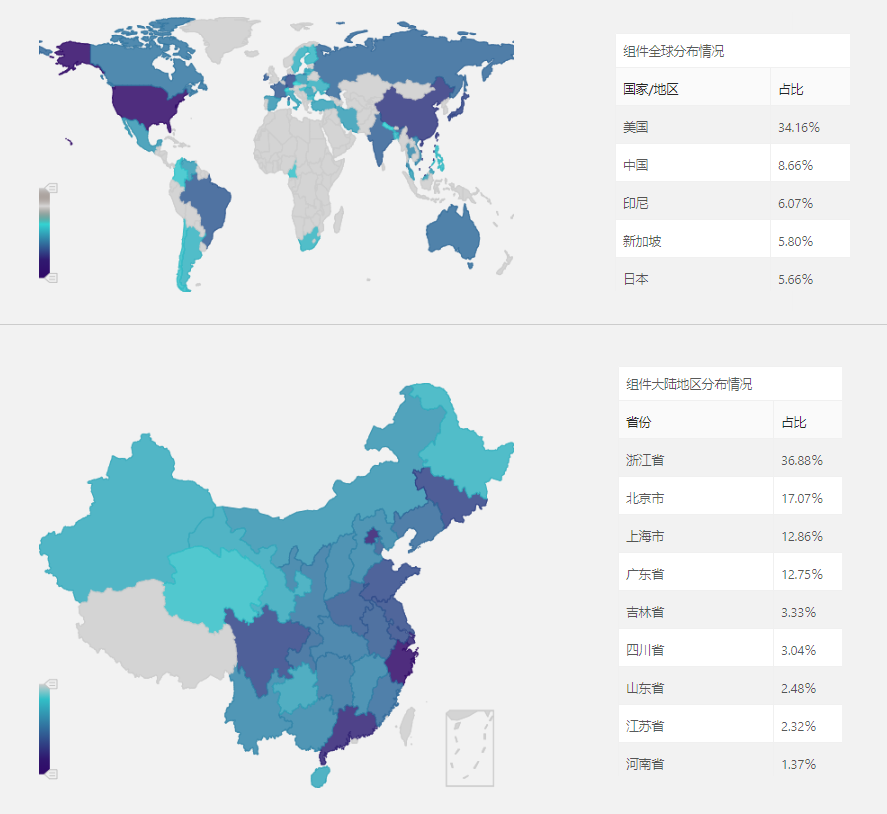 组件全球分布情况
国家/地区 占比
美国 34.16%
中国 8.66%
印尼 6.07%
新加坡 5.80%
日本 5.66%
组件大陆地区分布情况
省份 占比
浙江省 36.88%
北京市 17.07%
上海市 12.86%
广东省 12.75%
吉林省 3.33%
四川省 3.04%
山东省 2.48%
江苏省 2.32%
河南省 1.37%